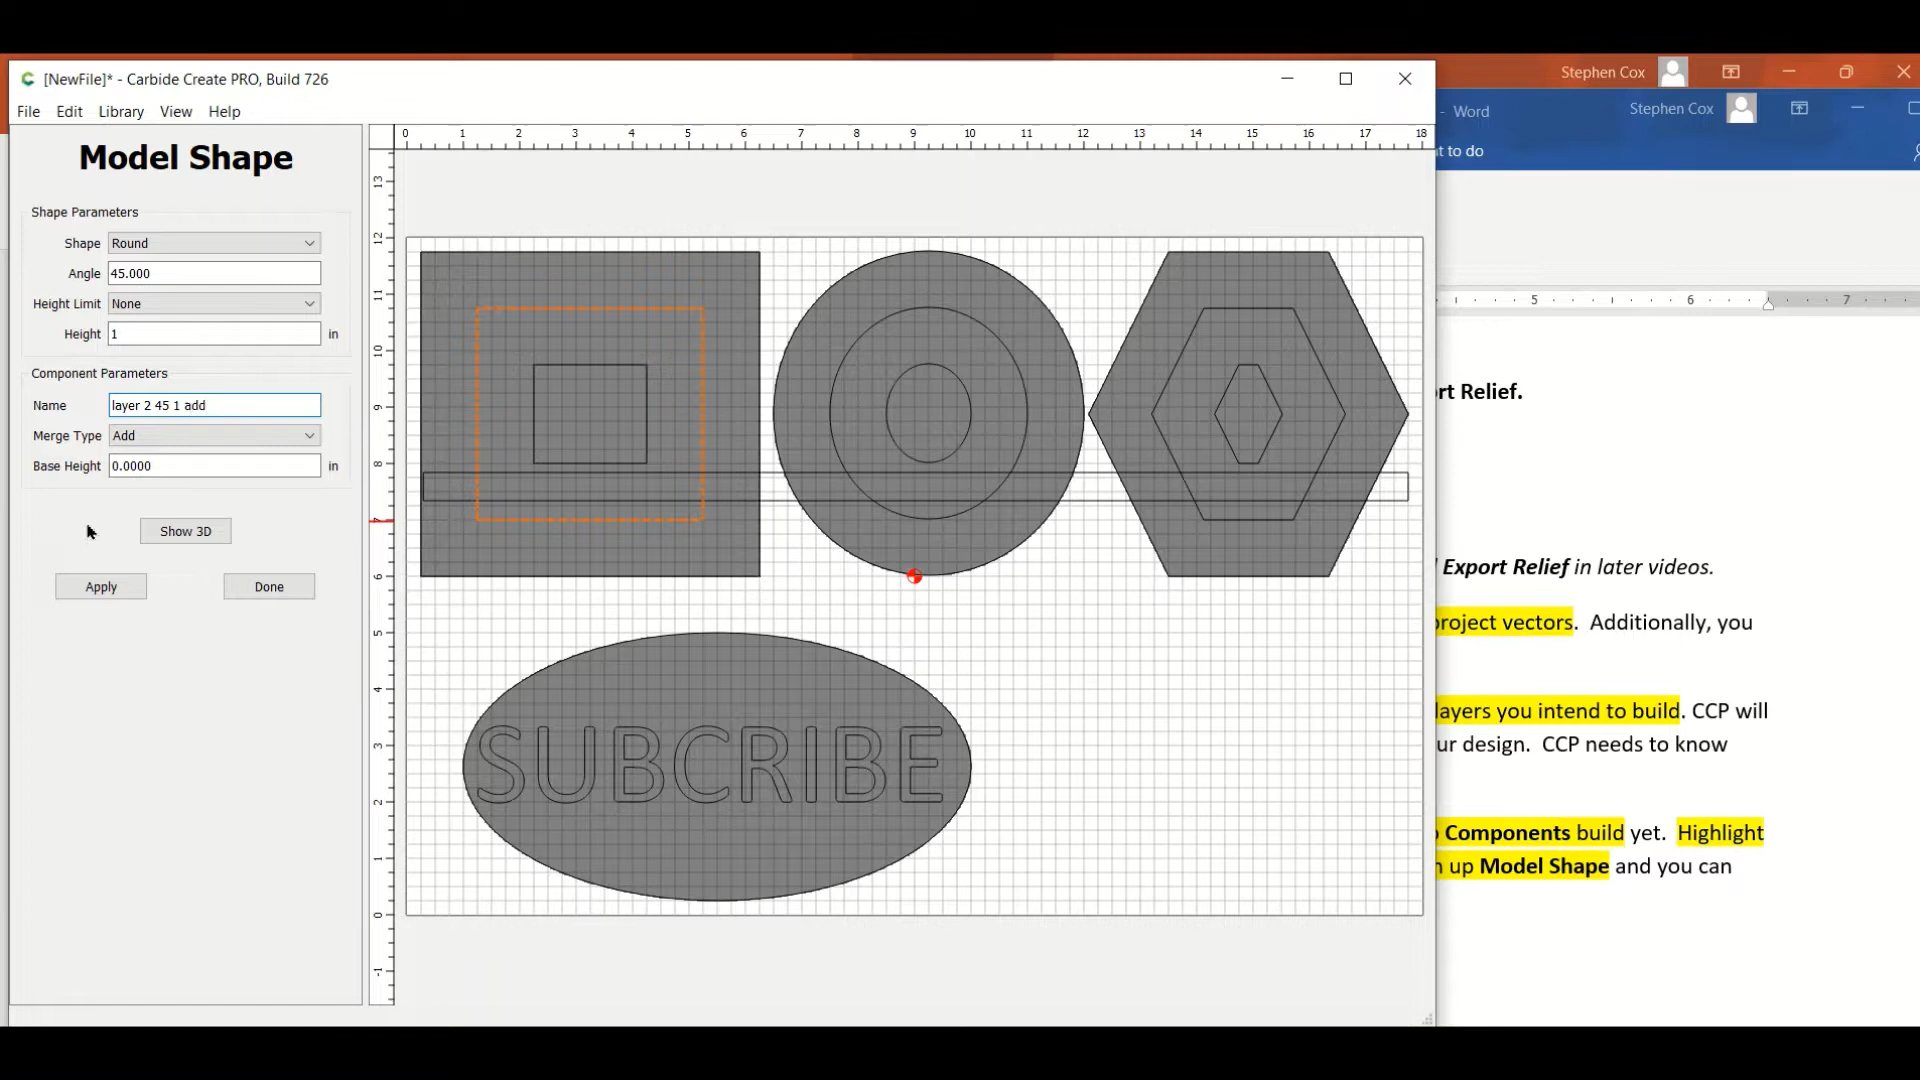 Stephen Cox
[NewFile]* - Carbide Create PRO, Build 726
- Word
Stephen Cox
File Edit Library View Help
t to do
Model Shape
Shape Parameters
Shape Round
Angle 45.000
Height Limit None
Height 1 in
Component Parameters
Name layer 2 45 1 add
Merge Type Add
Base Height 0.0000 in
Show 3D
Apply Done
0 1 2 3 4 5 6 7 8 9 10 11 12 13 14 15 16 17 18
13
12
11
10
9
8
7
6
5
4
3
2
1
0
-1
SUBCRIBE
5 6 7
rt Relief.
Export Relief in later videos.
project vectors. Additionally, you
layers you intend to build. CCP will
ur design. CCP needs to know
Components build yet. Highlight
up Model Shape and you can